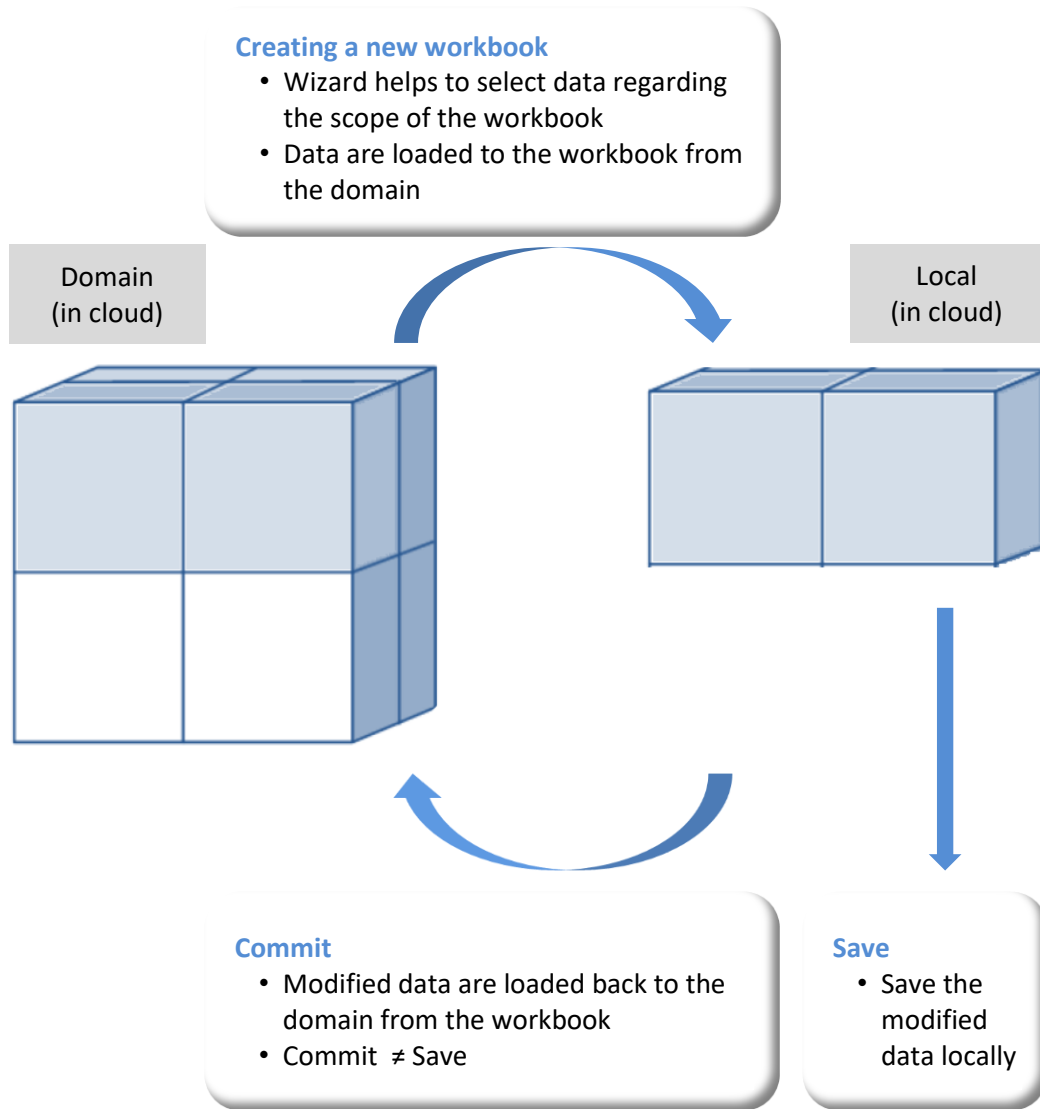 Creating a new workbook
• Wizard helps to select data regarding
the scope of the workbook
• Data are loaded to the workbook from
the domain
Domain
(in cloud)
Local
(in cloud)
Commit
• Modified data are loaded back to the
domain from the workbook
• Commit ≠ Save
Save
• Save the
modified
data locally